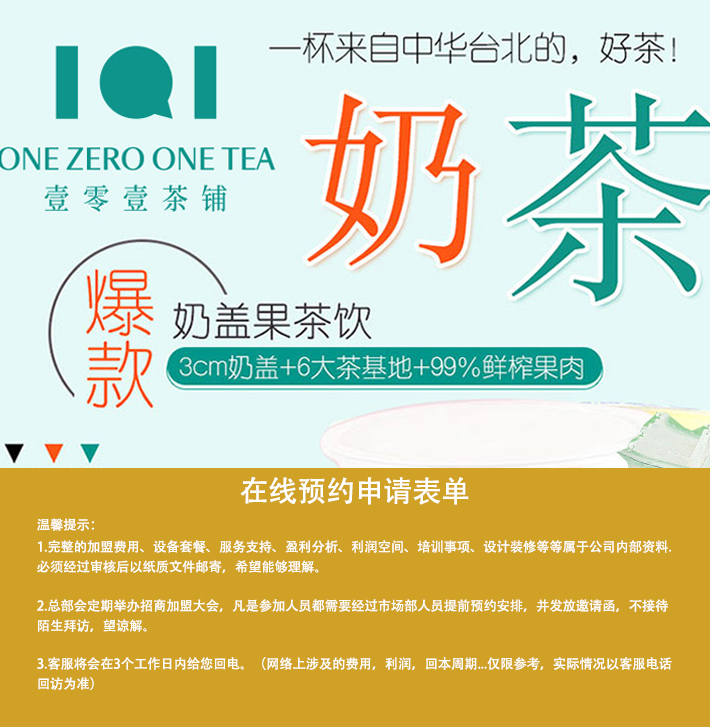 一杯来自中华台北的，好茶！
ONE ZERO ONE TEA
壹零壹茶铺
奶茶
爆款
奶盖果茶饮
3cm奶盖+6大茶基地+99%鲜榨果肉
在线预约申请表单
温馨提示：
1.完整的加盟费用、设备套餐、服务支持、盈利分析、利润空间、培训事项、设计装修等等属于公司内部资料.
必须经过审核后以纸质文件邮寄，希望能够理解。
2.总部会定期举办招商加盟大会，凡是参加人员都需要经过市场部人员提前预约安排，并发放邀请函，不接待
陌生拜访，望谅解。
3.客服将会在3个工作日内给您回电。（网络上涉及的费用，利润，回本周期...仅限参考，实际情况以客服电话
回访为准）